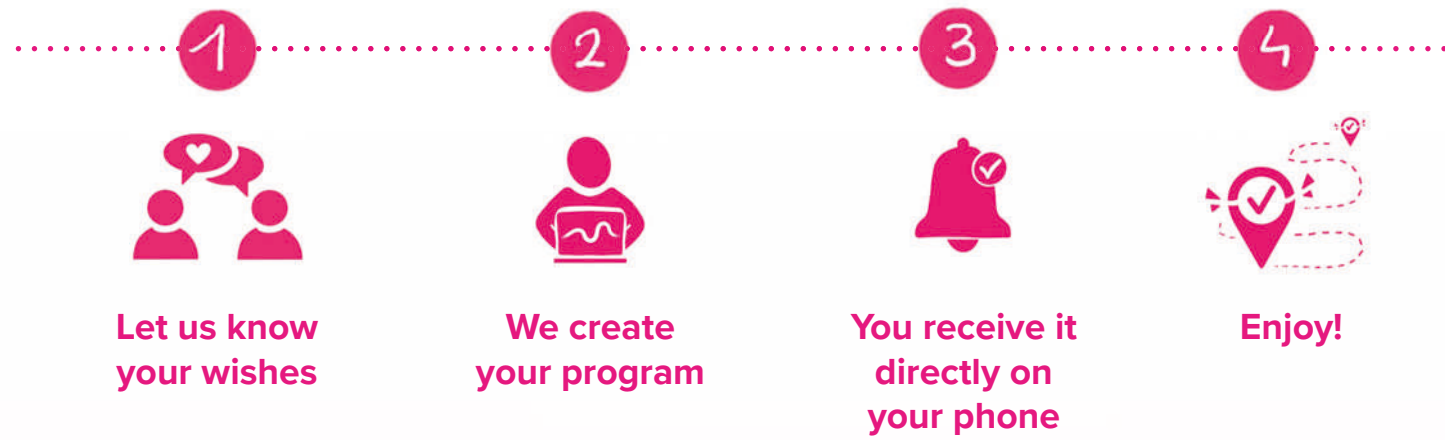 1
2
3
4
Let us know
your wishes
We create
your program
You receive it
directly on
your phone
Enjoy!